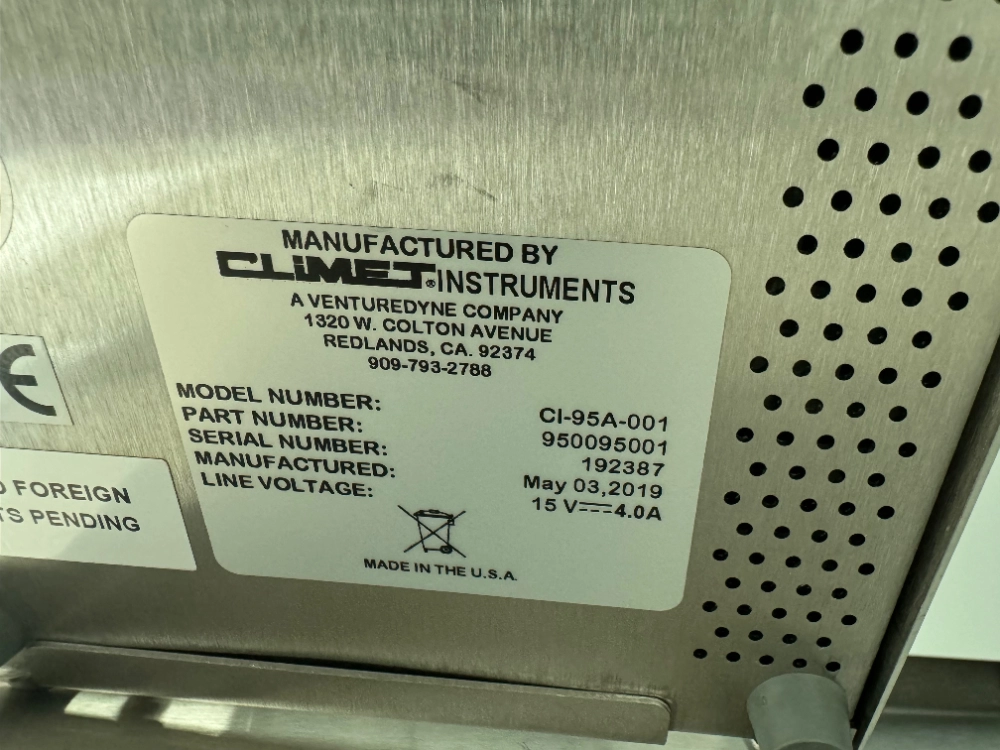 MANUFACTURED BY
CLiMET® INSTRUMENTS
A VENTUREDYNE COMPANY
1320 W. COLTON AVENUE
REDLANDS, CA. 92374
909-793-2788
MODEL NUMBER: CI-95A-001
PART NUMBER: 950095001
SERIAL NUMBER: 192387
MANUFACTURED: May 03,2019
LINE VOLTAGE: 15 V⎓4.0A
MADE IN THE U.S.A.
CE
FOREIGN
PENDING